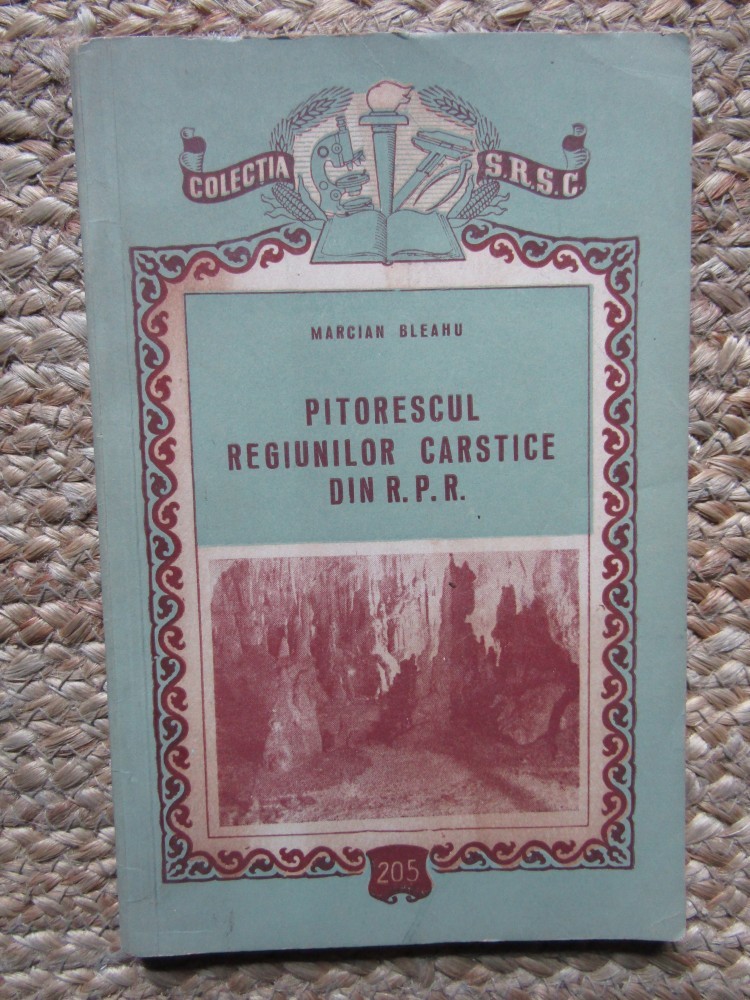 COLECTIA S.R.S.C.
MARCIAN BLEAHU
PITORESCUL
REGIUNILOR CARSTICE
DIN R.P.R.
205